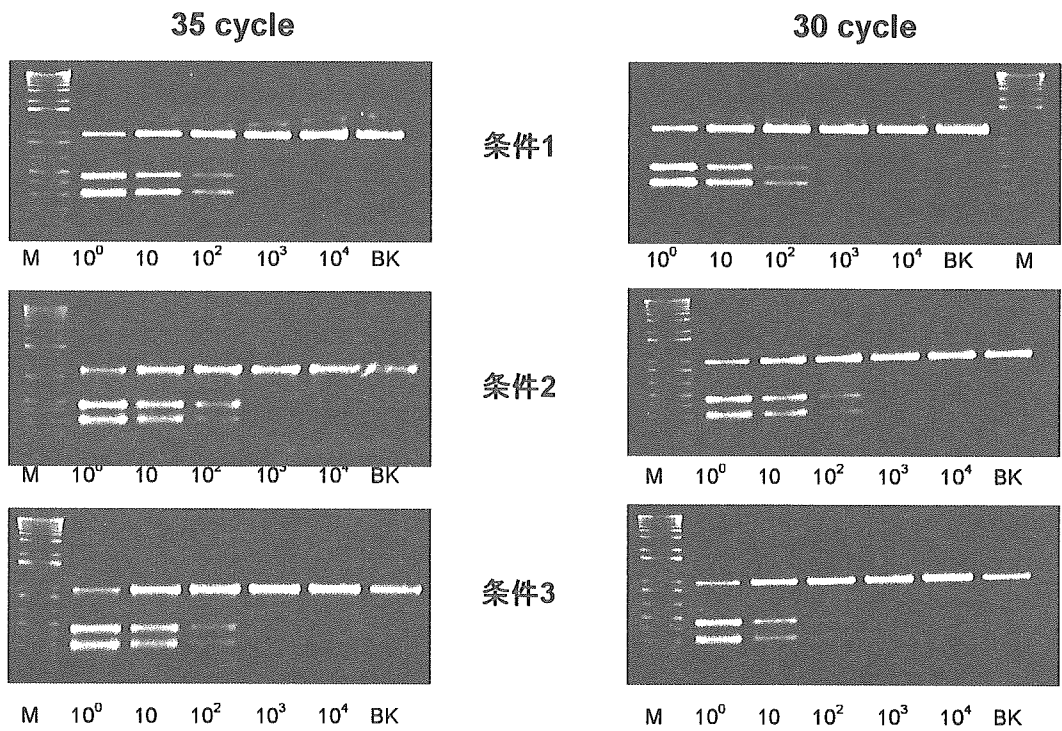 35 cycle
30 cycle
条件1
M 10⁰ 10 10² 10³ 10⁴ BK
10⁰ 10 10² 10³ 10⁴ BK M
条件2
M 10⁰ 10 10² 10³ 10⁴ BK
M 10⁰ 10 10² 10³ 10⁴ BK
条件3
M 10⁰ 10 10² 10³ 10⁴ BK
M 10⁰ 10 10² 10³ 10⁴ BK